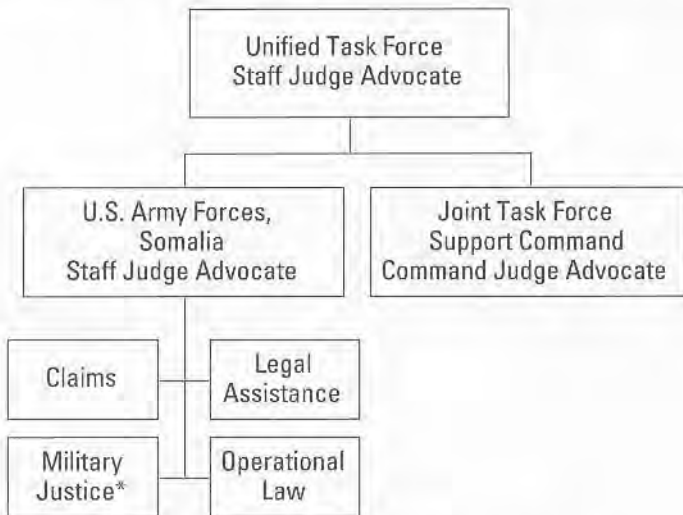 Unified Task Force
Staff Judge Advocate
U.S. Army Forces,
Somalia
Staff Judge Advocate
Joint Task Force
Support Command
Command Judge Advocate
Claims
Legal
Assistance
Military
Justice*
Operational
Law